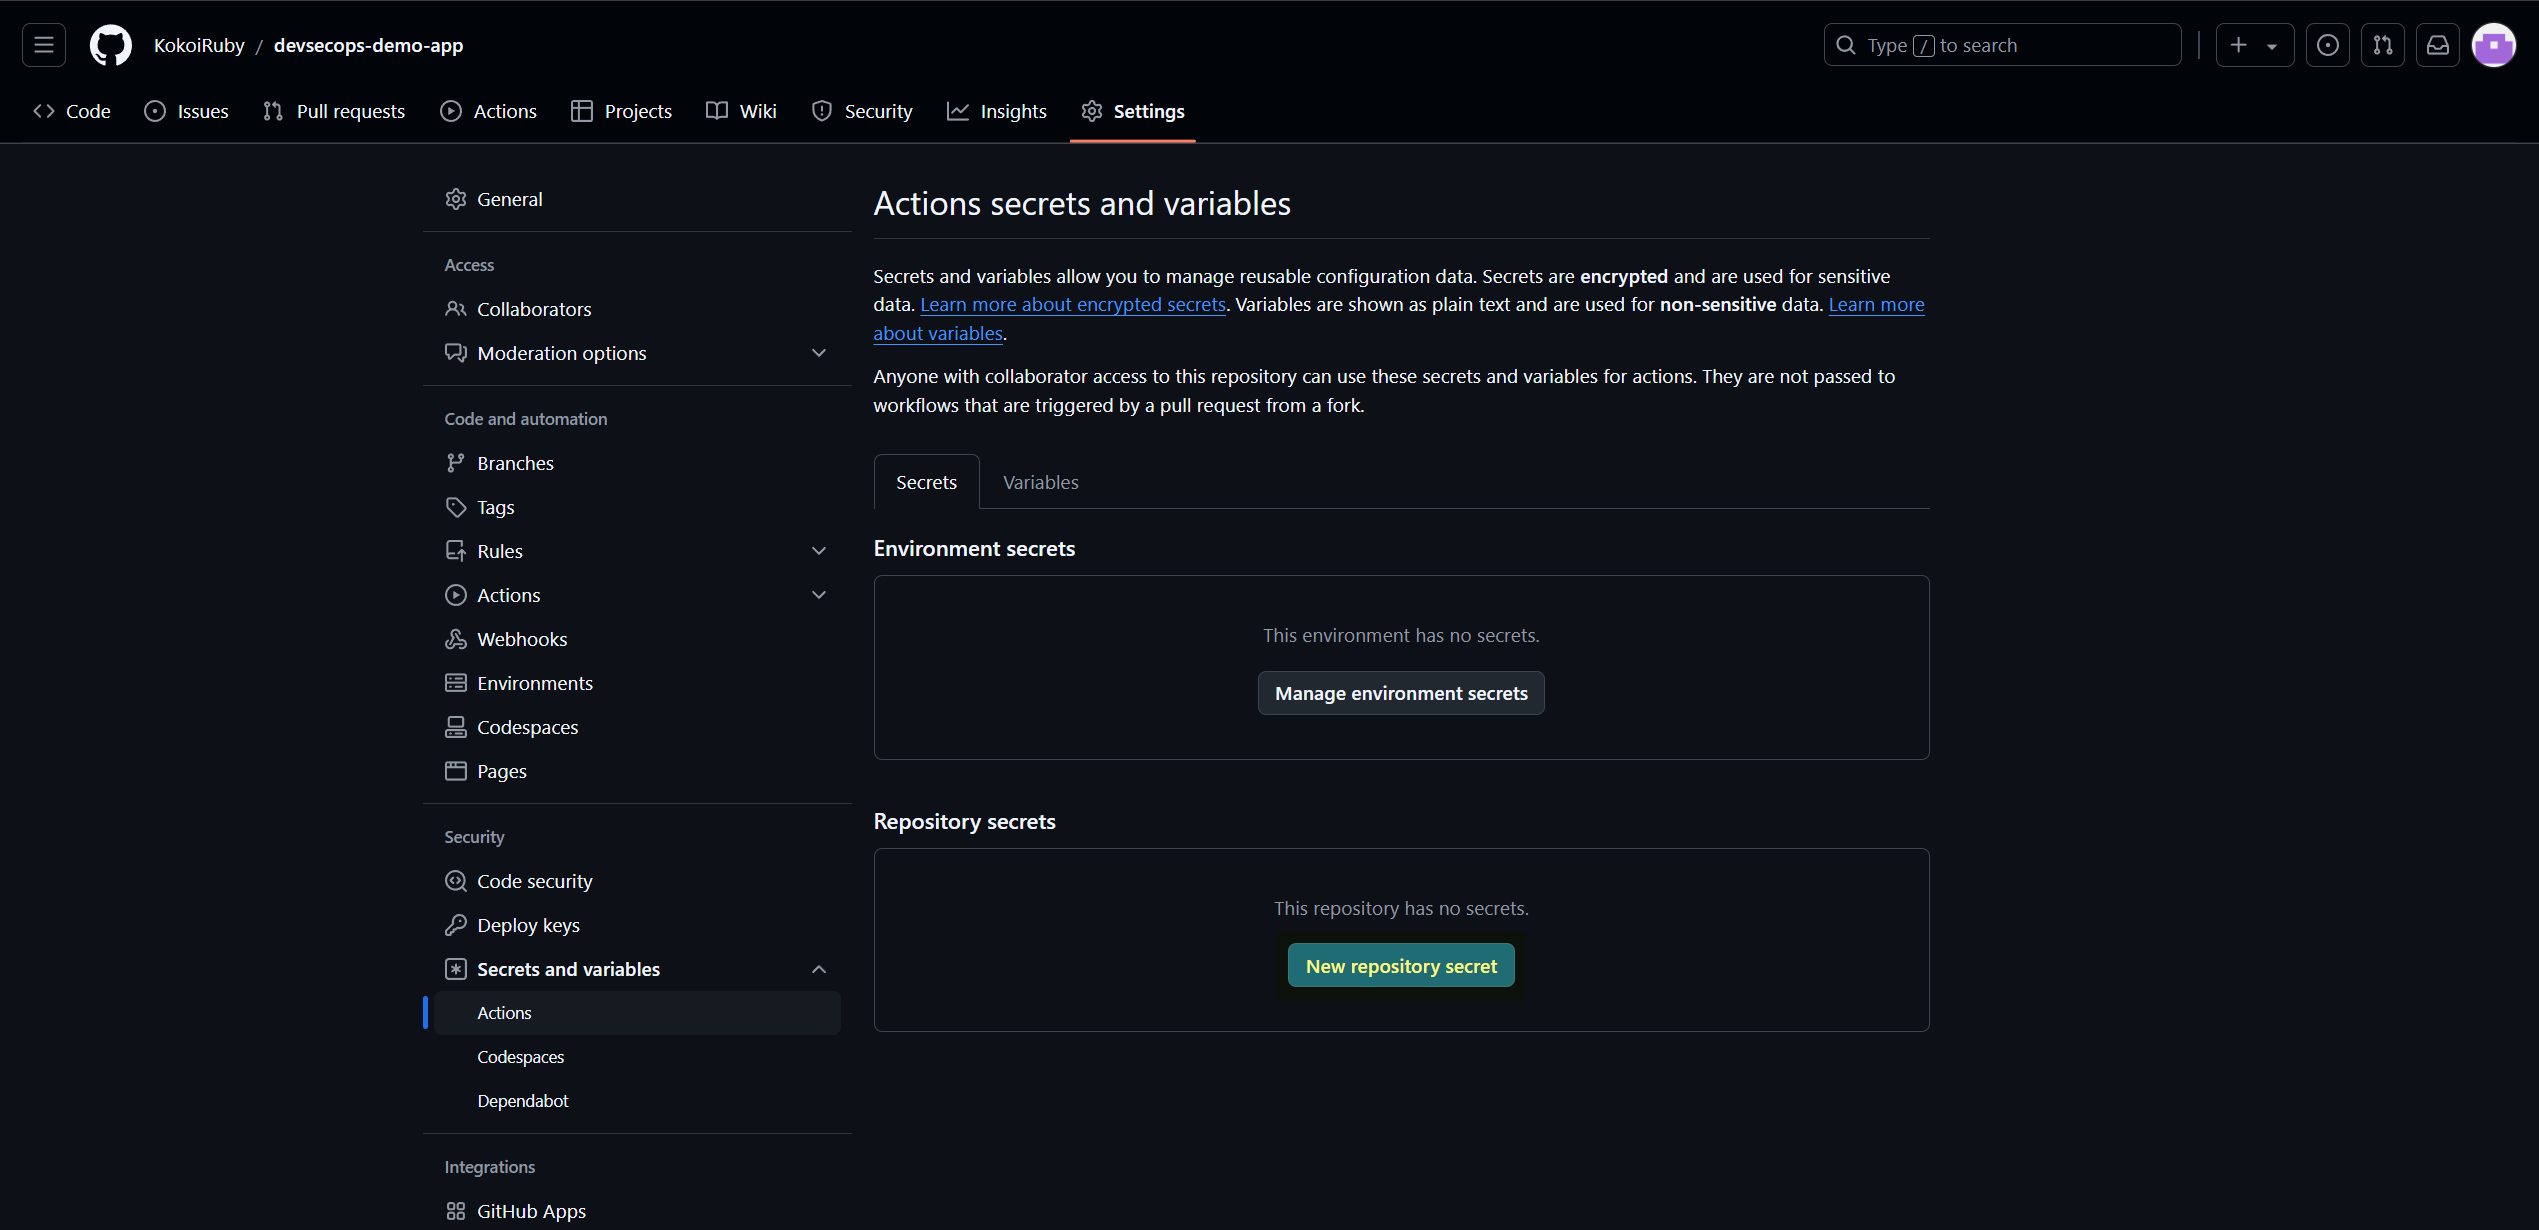 KokoiRuby / devsecops-demo-app
Type / to search
Code Issues Pull requests Actions Projects Wiki Security Insights Settings
General
Access
Collaborators
Moderation options
Code and automation
Branches
Tags
Rules
Actions
Webhooks
Environments
Codespaces
Pages
Security
Code security
Deploy keys
Secrets and variables
Actions
Codespaces
Dependabot
Integrations
GitHub Apps
Actions secrets and variables
Secrets and variables allow you to manage reusable configuration data. Secrets are encrypted and are used for sensitive
data. Learn more about encrypted secrets. Variables are shown as plain text and are used for non-sensitive data. Learn more
about variables.
Anyone with collaborator access to this repository can use these secrets and variables for actions. They are not passed to
workflows that are triggered by a pull request from a fork.
Secrets Variables
Environment secrets
This environment has no secrets.
Manage environment secrets
Repository secrets
This repository has no secrets.
New repository secret